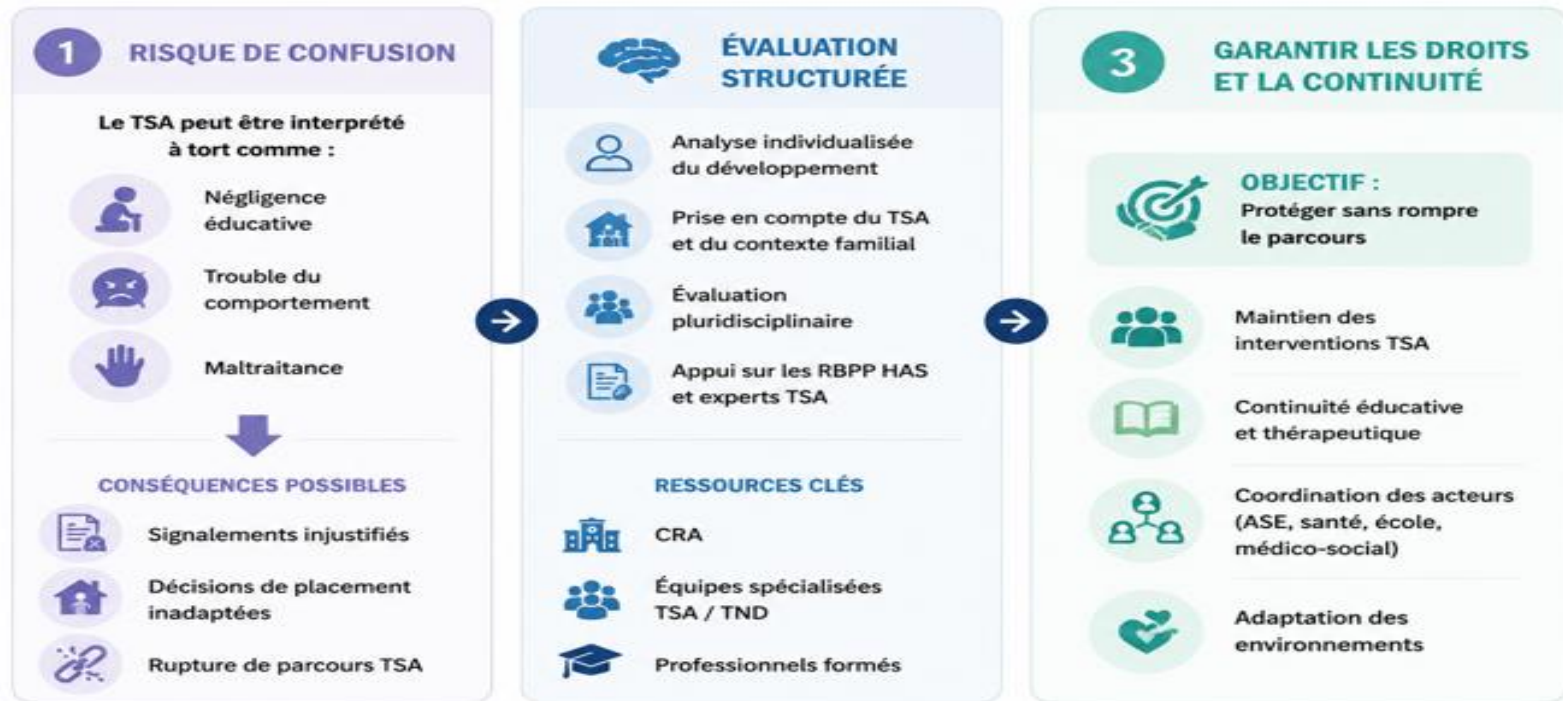 1
RISQUE DE CONFUSION
Le TSA peut être interprété
à tort comme :
Négligence
éducative
Trouble du
comportement
Maltraitance
CONSÉQUENCES POSSIBLES
Signalements injustifiés
Décisions de placement
inadaptées
Rupture de parcours TSA
ÉVALUATION
STRUCTURÉE
Analyse individualisée
du développement
Prise en compte du TSA
et du contexte familial
Évaluation
pluridisciplinaire
Appui sur les RBPP HAS
et experts TSA
RESSOURCES CLÉS
CRA
Équipes spécialisées
TSA / TND
Professionnels formés
3
GARANTIR LES DROITS
ET LA CONTINUITÉ
OBJECTIF :
Protéger sans rompre
le parcours
Maintien des
interventions TSA
Continuité éducative
et thérapeutique
Coordination des acteurs
(ASE, santé, école,
médico-social)
Adaptation des
environnements